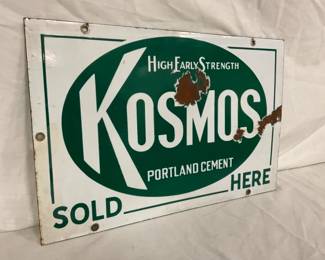 HIGH EARLY STRENGTH
KOSMOS
PORTLAND CEMENT
SOLD HERE